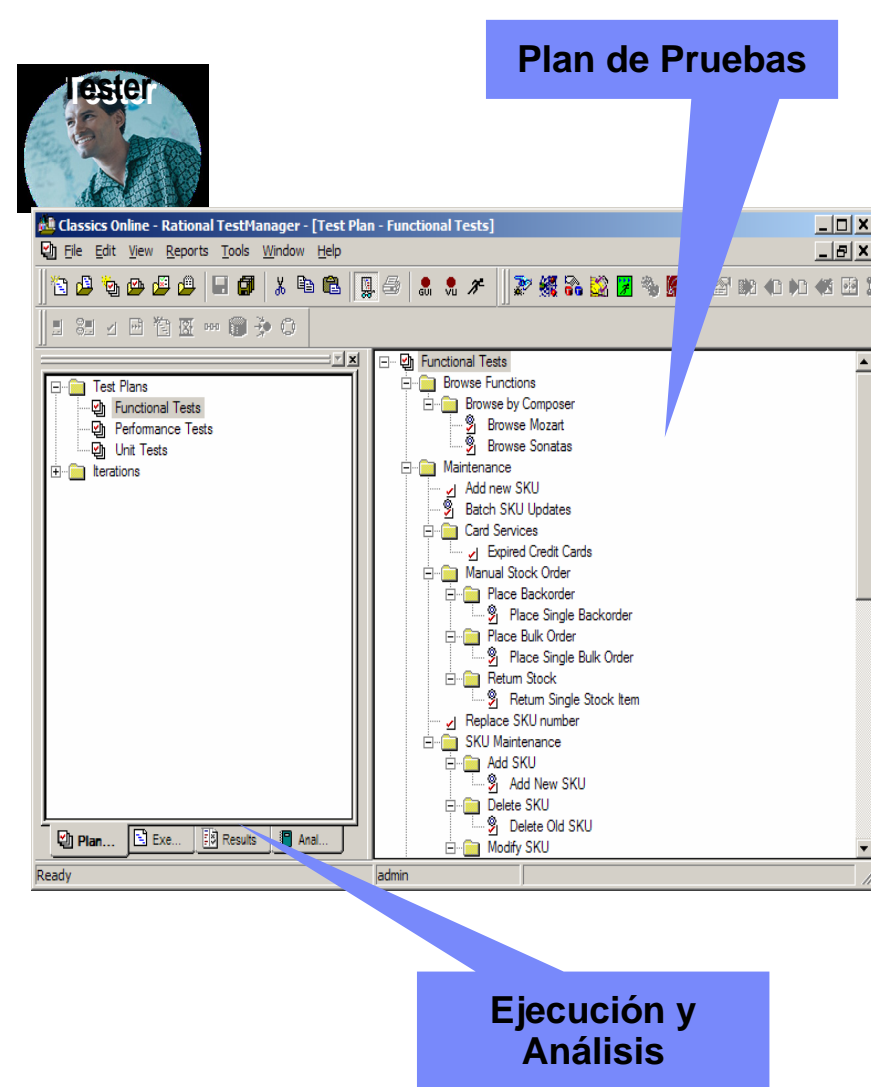 Plan de Pruebas
Tester
Classics Online - Rational TestManager - [Test Plan - Functional Tests]
File Edit View Reports Tools Window Help
GUI VU
Test Plans
Functional Tests
Performance Tests
Unit Tests
Iterations
Functional Tests
Browse Functions
Browse by Composer
Browse Mozart
Browse Sonatas
Maintenance
Add new SKU
Batch SKU Updates
Card Services
Expired Credit Cards
Manual Stock Order
Place Backorder
Place Single Backorder
Place Bulk Order
Place Single Bulk Order
Return Stock
Return Single Stock Item
Replace SKU number
SKU Maintenance
Add SKU
Add New SKU
Delete SKU
Delete Old SKU
Modify SKU
Plan... Exe... Results Anal...
Ready admin
Ejecución y
Análisis